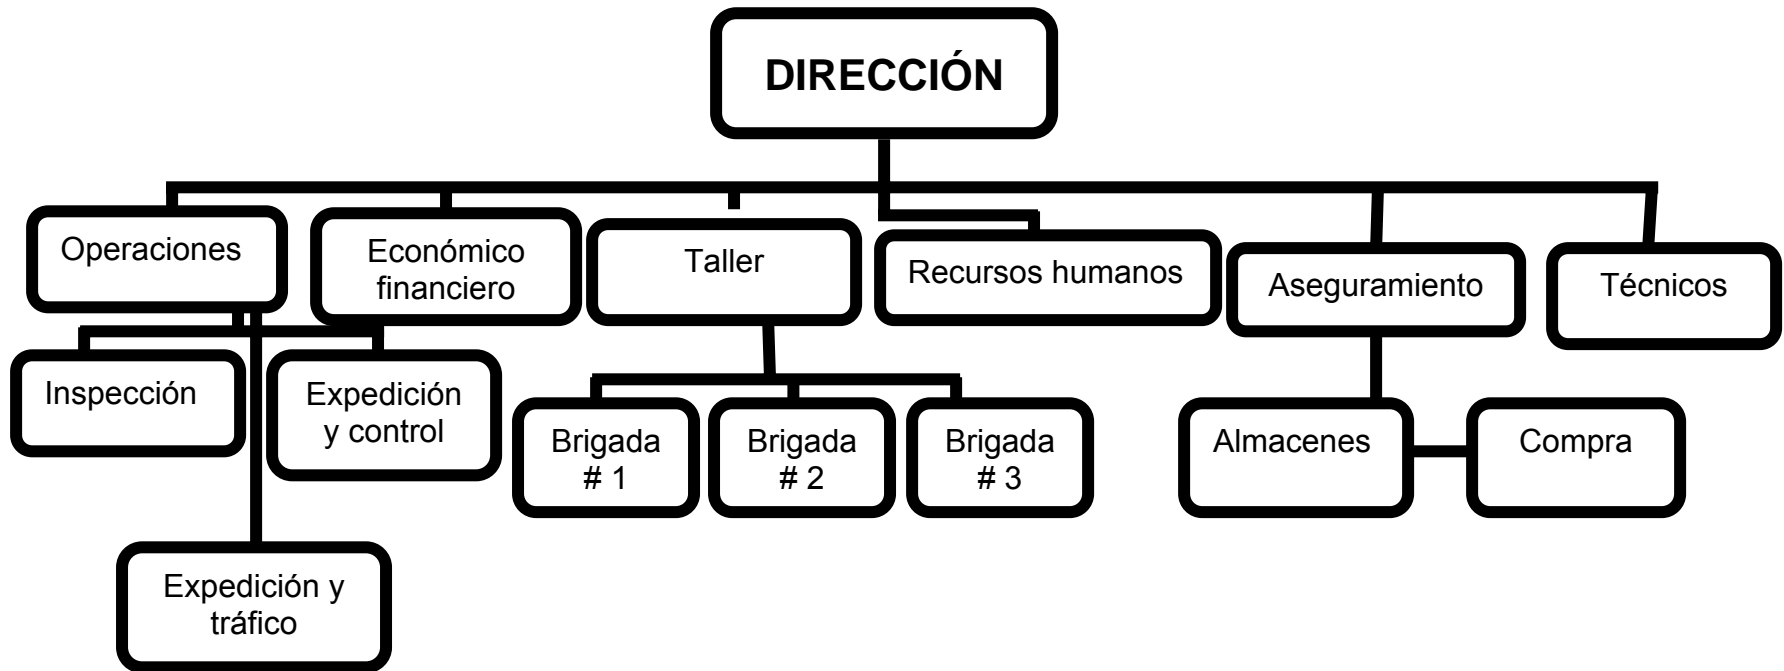 DIRECCIÓN
Operaciones
Económico
financiero
Taller
Recursos humanos
Aseguramiento
Técnicos
Inspección
Expedición
y control
Brigada
# 1
Brigada
# 2
Brigada
# 3
Almacenes
Compra
Expedición y
tráfico